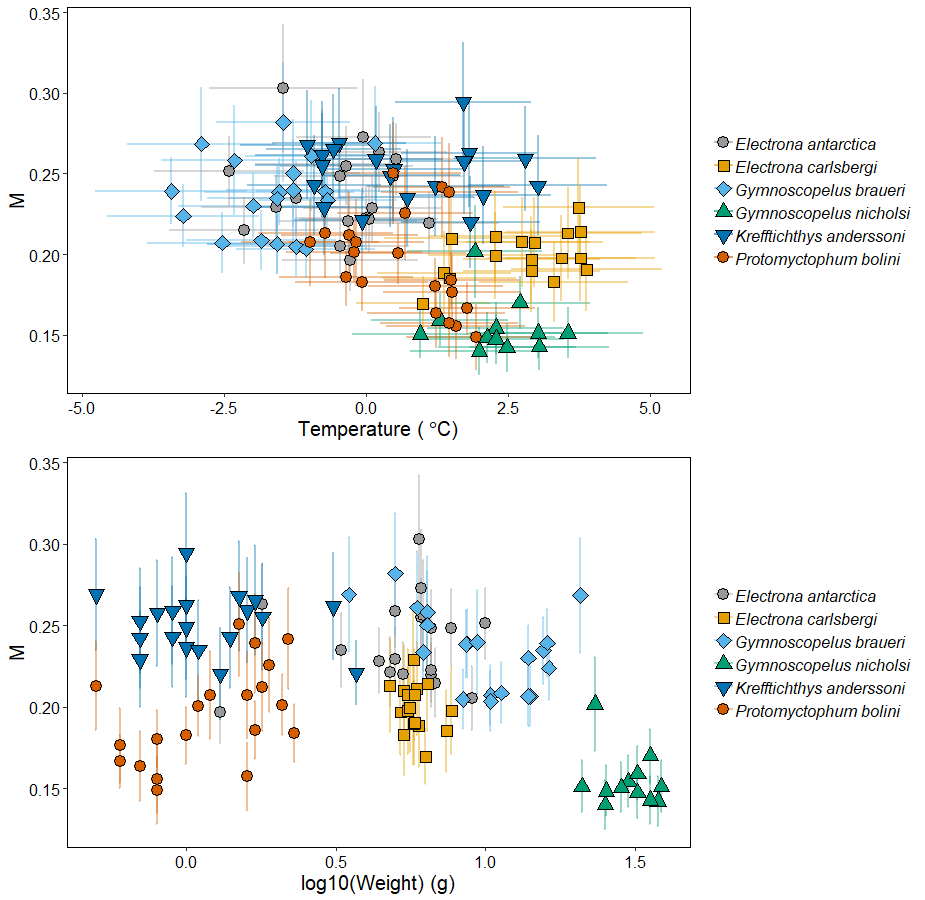 0.35
0.30
0.25
0.20
0.15
M
-5.0 -2.5 0.0 2.5 5.0
Temperature ( °C)
Electrona antarctica
Electrona carlsbergi
Gymnoscopelus braueri
Gymnoscopelus nicholsi
Krefftichthys anderssoni
Protomyctophum bolini
0.35
0.30
0.25
0.20
0.15
M
0.0 0.5 1.0 1.5
log10(Weight) (g)
Electrona antarctica
Electrona carlsbergi
Gymnoscopelus braueri
Gymnoscopelus nicholsi
Krefftichthys anderssoni
Protomyctophum bolini